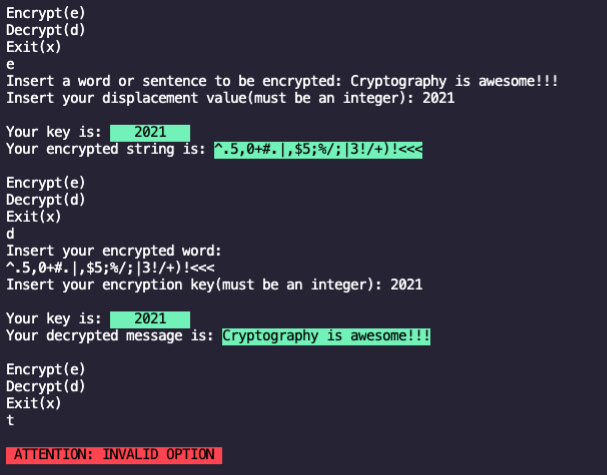 Encrypt(e)
Decrypt(d)
Exit(x)
e
Insert a word or sentence to be encrypted: Cryptography is awesome!!!
Insert your displacement value(must be an integer): 2021
Your key is: 2021
Your encrypted string is: ^.5,0+#.|,$5;%/;|3!/+)!<<<
Encrypt(e)
Decrypt(d)
Exit(x)
d
Insert your encrypted word:
^.5,0+#.|,$5;%/;|3!/+)!<<<
Insert your encryption key(must be an integer): 2021
Your key is: 2021
Your decrypted message is: Cryptography is awesome!!!
Encrypt(e)
Decrypt(d)
Exit(x)
t
ATTENTION: INVALID OPTION